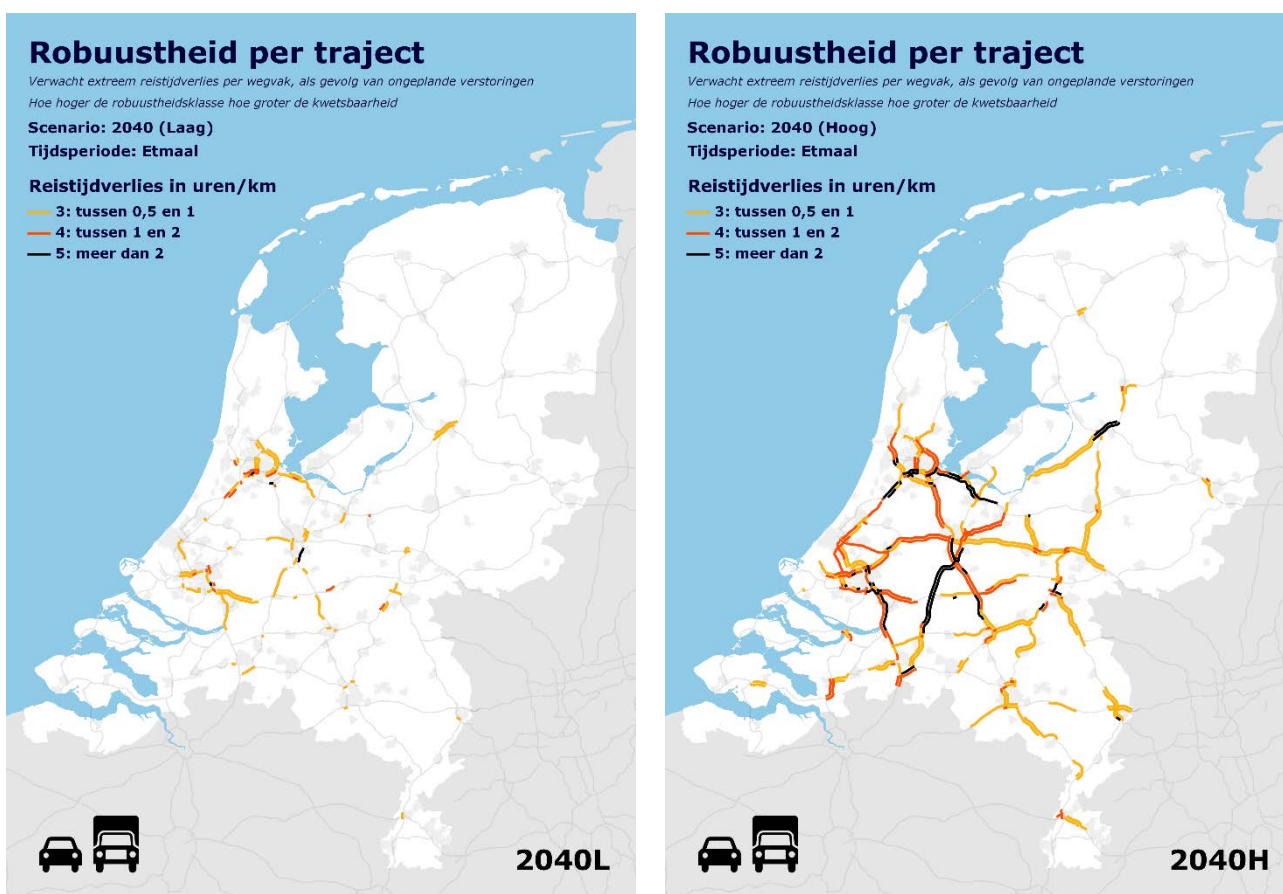 Robuustheid per traject
Verwacht extreem reistijdverlies per wegvak, als gevolg van ongeplande verstoringen
Hoe hoger de robuustheidsklasse hoe groter de kwetsbaarheid
Scenario: 2040 (Laag)
Tijdsperiode: Etmaal
Reistijdverlies in uren/km
3: tussen 0,5 en 1
4: tussen 1 en 2
5: meer dan 2
2040L
Robuustheid per traject
Verwacht extreem reistijdverlies per wegvak, als gevolg van ongeplande verstoringen
Hoe hoger de robuustheidsklasse hoe groter de kwetsbaarheid
Scenario: 2040 (Hoog)
Tijdsperiode: Etmaal
Reistijdverlies in uren/km
3: tussen 0,5 en 1
4: tussen 1 en 2
5: meer dan 2
2040H